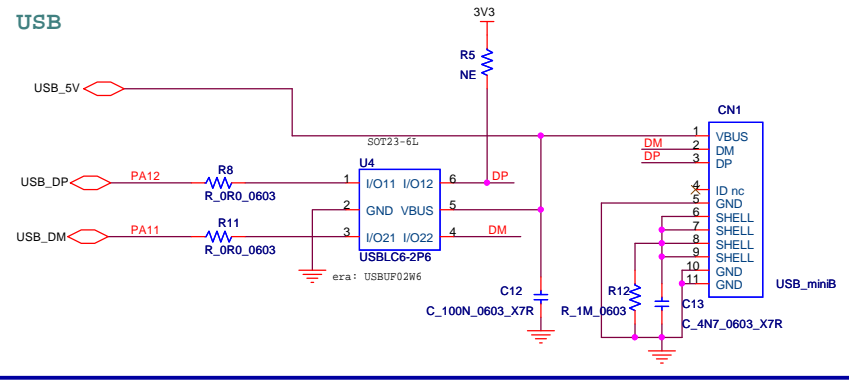 USB
3V3
R5
NE
USB_5V
CN1
SOT23-6L
1 VBUS
DM 2 DM
DP 3 DP
4 ID nc
5 GND
6 SHELL
7 SHELL
8 SHELL
9 SHELL
10 GND
11 GND
USB_miniB
U4
USB_DP PA12 R8 1 I/O11 I/O12 6 DP
R_0R0_0603
2 GND VBUS 5
USB_DM PA11 R11 3 I/O21 I/O22 4 DM
R_0R0_0603
USBLC6-2P6
era: USBUF02W6
C12
C_100N_0603_X7R
R12
R_1M_0603
C13
C_4N7_0603_X7R